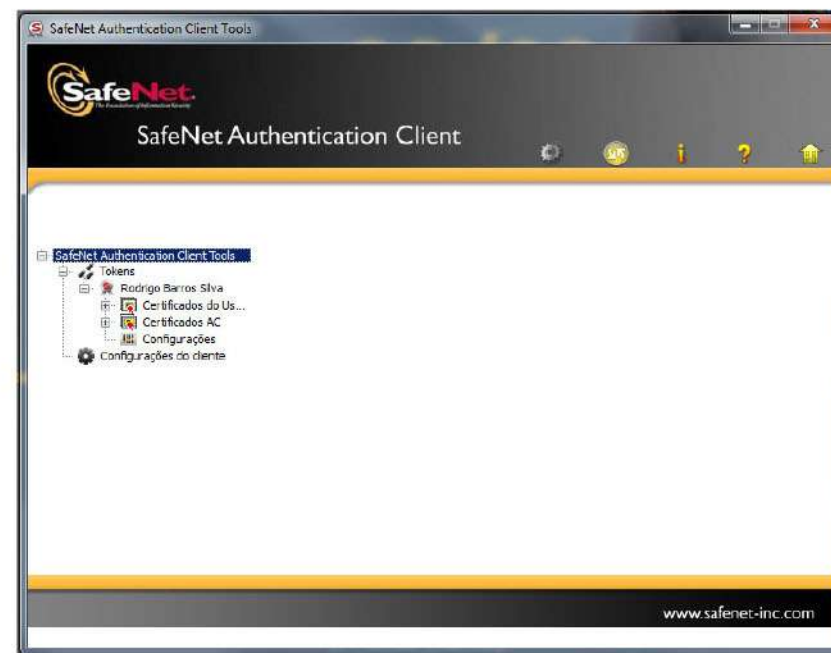 SafeNet Authentication Client Tools
SafeNet.
SafeNet Authentication Client
SafeNet Authentication Client Tools
Tokens
Rodrigo Barros Silva
Certificados do Us...
Certificados AC
Configurações
Configurações do cliente
www.safenet-inc.com